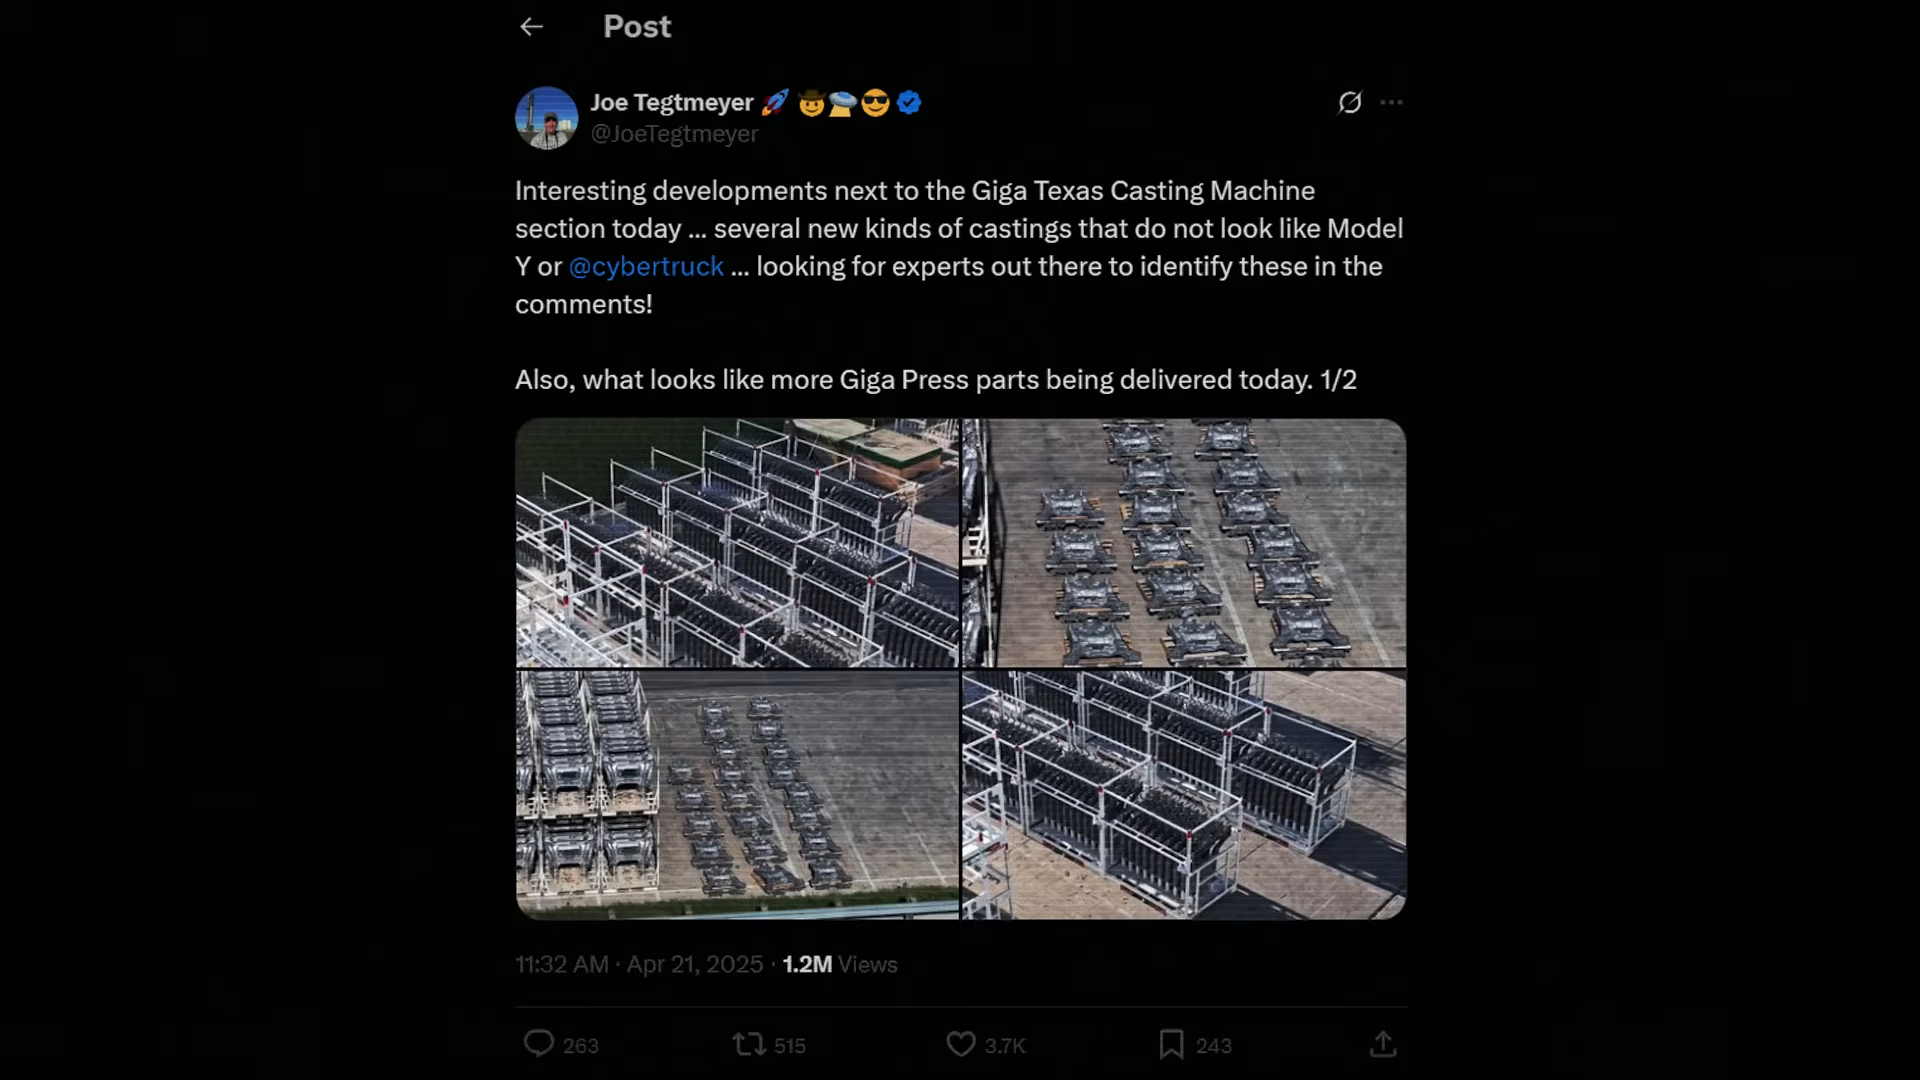 Post
Joe Tegtmeyer 🚀 🤠🛸😎
@JoeTegtmeyer
Interesting developments next to the Giga Texas Casting Machine
section today ... several new kinds of castings that do not look like Model
Y or @cybertruck ... looking for experts out there to identify these in the
comments!
Also, what looks like more Giga Press parts being delivered today. 1/2
11:32 AM · Apr 21, 2025 · 1.2M Views
263 515 3.7K 243